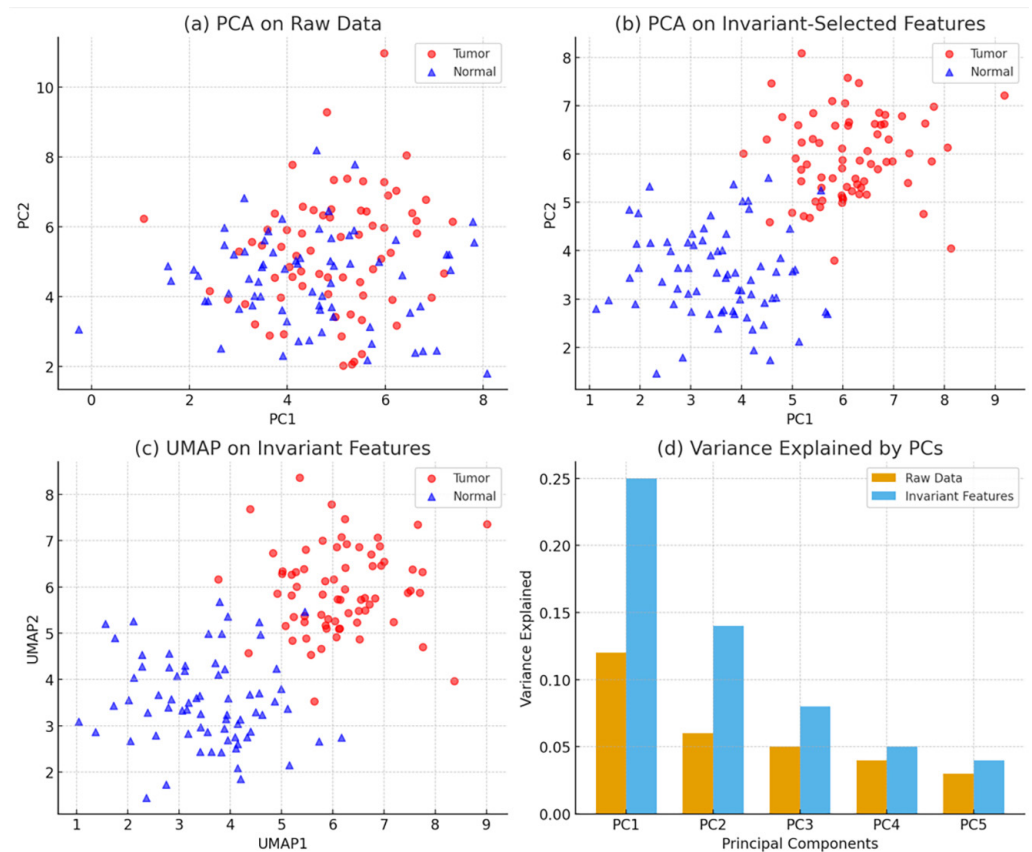 (a) PCA on Raw Data
Tumor
Normal
PC2
10
8
6
4
2
0 2 4 6 8
PC1
(b) PCA on Invariant-Selected Features
Tumor
Normal
PC2
8
7
6
5
4
3
2
1 2 3 4 5 6 7 8 9
PC1
(c) UMAP on Invariant Features
Tumor
Normal
UMAP2
8
7
6
5
4
3
2
1 2 3 4 5 6 7 8 9
UMAP1
(d) Variance Explained by PCs
Raw Data
Invariant Features
Variance Explained
0.25
0.20
0.15
0.10
0.05
0.00
PC1 PC2 PC3 PC4 PC5
Principal Components